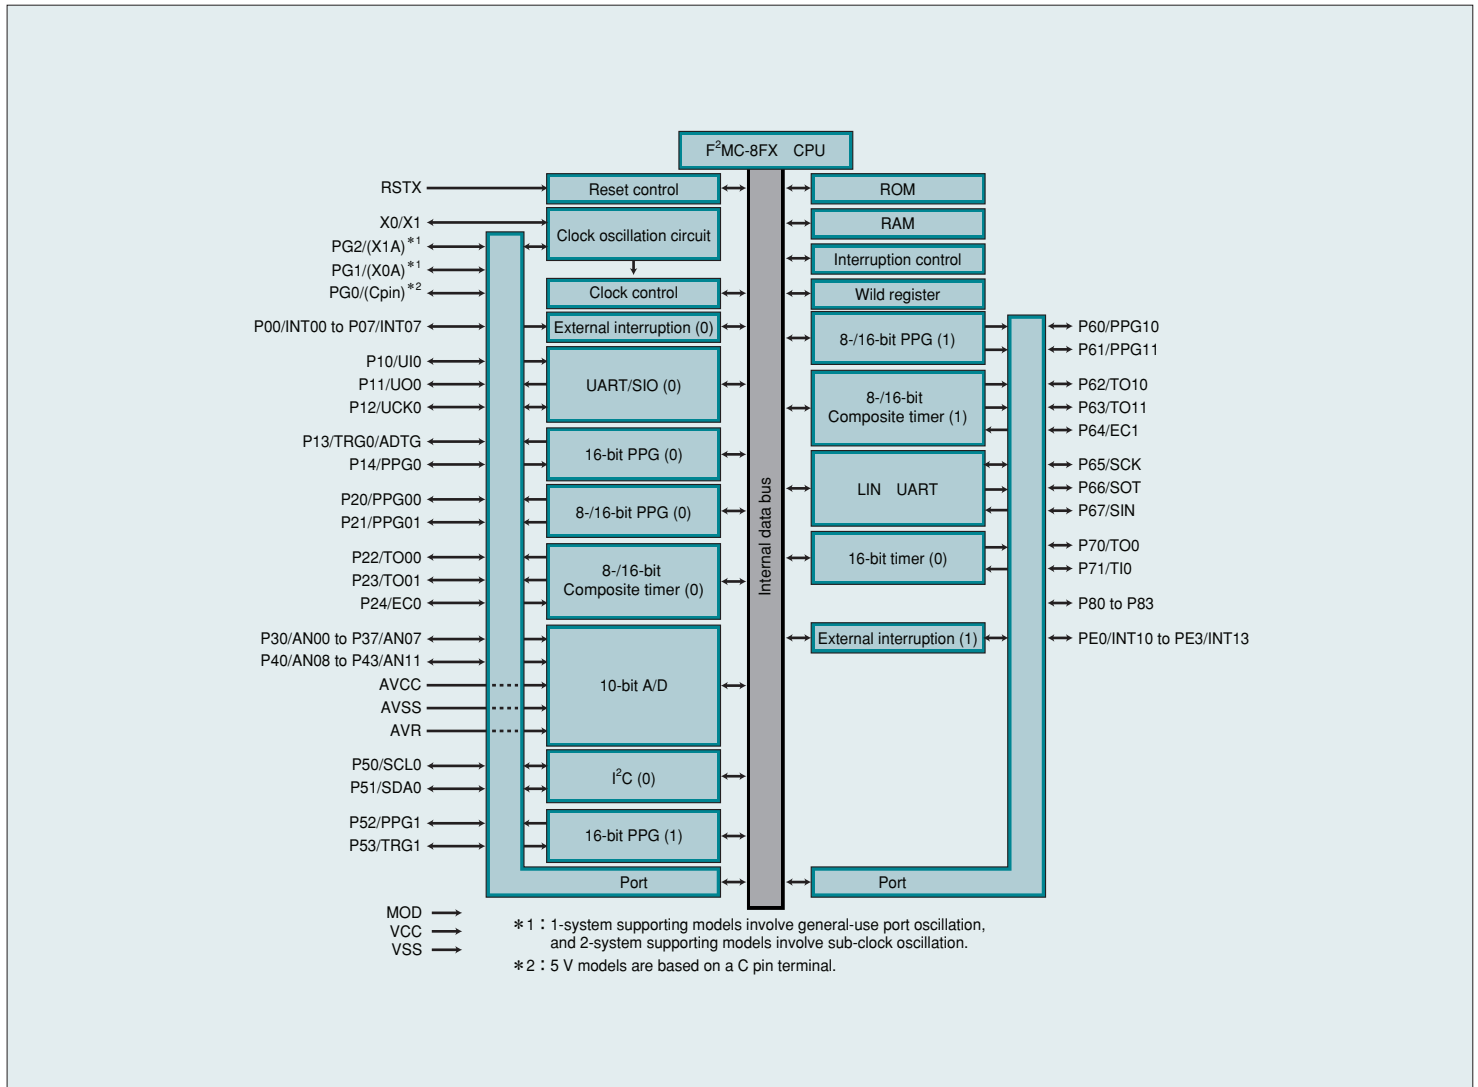 F²MC-8FX CPU
RSTX
X0/X1
PG2/(X1A)*1
PG1/(X0A)*1
PG0/(Cpin)*2
P00/INT00 to P07/INT07
P10/UI0
P11/UO0
P12/UCK0
P13/TRG0/ADTG
P14/PPG0
P20/PPG00
P21/PPG01
P22/TO00
P23/TO01
P24/EC0
P30/AN00 to P37/AN07
P40/AN08 to P43/AN11
AVCC
AVSS
AVR
P50/SCL0
P51/SDA0
P52/PPG1
P53/TRG1
Reset control
Clock oscillation circuit
Clock control
External interruption (0)
UART/SIO (0)
16-bit PPG (0)
8-/16-bit PPG (0)
8-/16-bit
Composite timer (0)
10-bit A/D
I²C (0)
16-bit PPG (1)
Port
Internal data bus
ROM
RAM
Interruption control
Wild register
8-/16-bit PPG (1)
8-/16-bit
Composite timer (1)
LIN UART
16-bit timer (0)
External interruption (1)
Port
P60/PPG10
P61/PPG11
P62/TO10
P63/TO11
P64/EC1
P65/SCK
P66/SOT
P67/SIN
P70/TO0
P71/TI0
P80 to P83
PE0/INT10 to PE3/INT13
MOD
VCC
VSS
*1：1-system supporting models involve general-use port oscillation,
and 2-system supporting models involve sub-clock oscillation.
*2：5 V models are based on a C pin terminal.